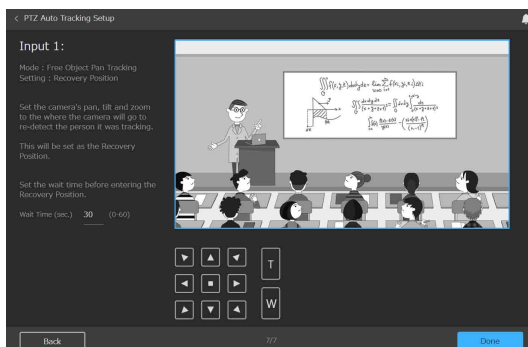 < PTZ Auto Tracking Setup
Input 1:
Mode : Free Object Pan Tracking
Setting : Recovery Position
Set the camera's pan, tilt and zoom
to the where the camera will go to
re-detect the person it was tracking.
This will be set as the Recovery
Position.
Set the wait time before entering the
Recovery Position.
Wait Time (sec.) 30 (0-60)
T
W
Back
7/7
Done